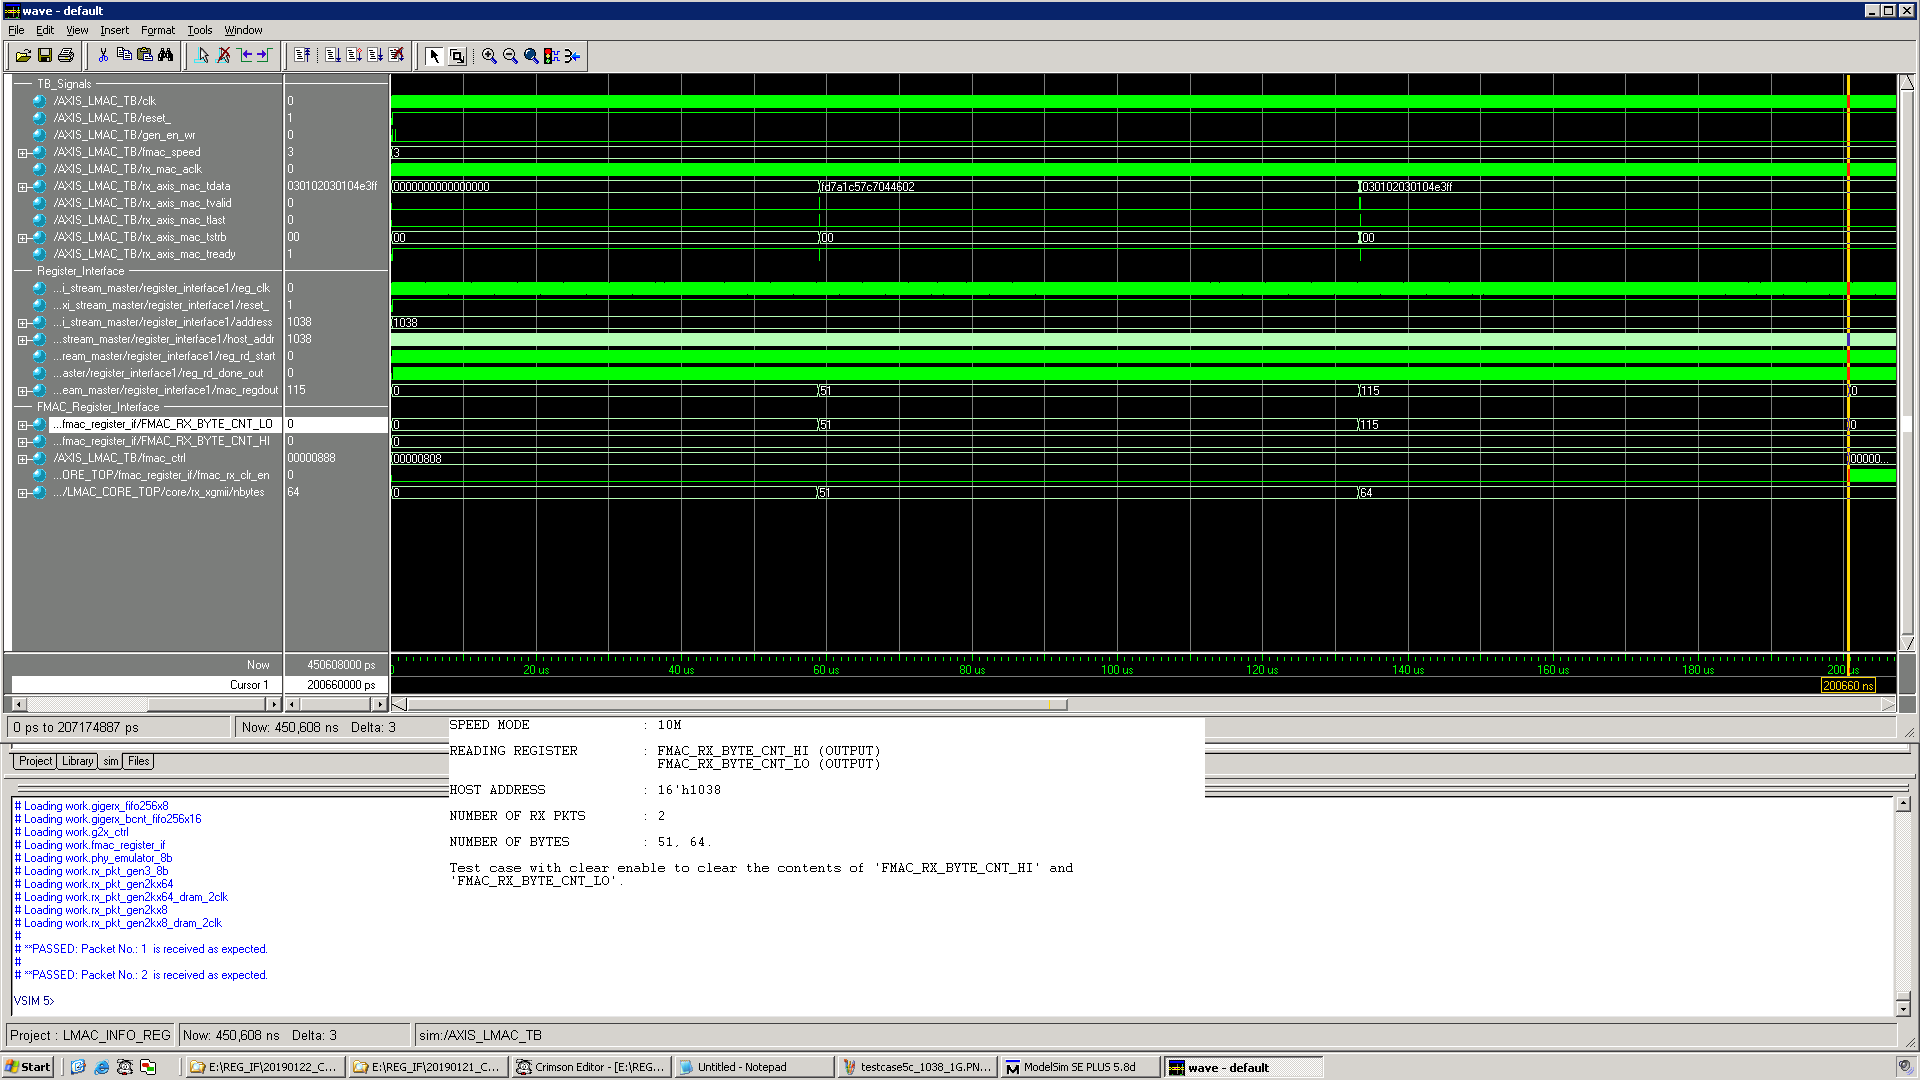 wave - default
File Edit View Insert Format Tools Window
TB_Signals
/AXIS_LMAC_TB/clk 0
/AXIS_LMAC_TB/reset_ 1
/AXIS_LMAC_TB/gen_en_wr 0
/AXIS_LMAC_TB/fmac_speed 3 3
/AXIS_LMAC_TB/rx_mac_aclk 0
/AXIS_LMAC_TB/rx_axis_mac_tdata 030102030104e3ff 0000000000000000 fd7a1c57c7044602 030102030104e3ff
/AXIS_LMAC_TB/rx_axis_mac_tvalid 0
/AXIS_LMAC_TB/rx_axis_mac_tlast 0
/AXIS_LMAC_TB/rx_axis_mac_tstrb 00 00 00 00
/AXIS_LMAC_TB/rx_axis_mac_tready 1
Register_Interface
...i_stream_master/register_interface1/reg_clk 0
...xi_stream_master/register_interface1/reset_ 1
...i_stream_master/register_interface1/address 1038 1038
...stream_master/register_interface1/host_addr 1038
...ream_master/register_interface1/reg_rd_start 0
...aster/register_interface1/reg_rd_done_out 0
...eam_master/register_interface1/mac_regdout 115 0 51 115 0
FMAC_Register_Interface
...fmac_register_if/FMAC_RX_BYTE_CNT_LO 0 0 51 115 0
...fmac_register_if/FMAC_RX_BYTE_CNT_HI 0 0
/AXIS_LMAC_TB/fmac_ctrl 00000888 00000808 00000...
...ORE_TOP/fmac_register_if/fmac_rx_clr_en 0
.../LMAC_CORE_TOP/core/rx_xgmii/nbytes 64 0 51 64
Now 450608000 ps 0 20 us 40 us 60 us 80 us 100 us 120 us 140 us 160 us 180 us 200 us
Cursor 1 200660000 ps 200660 ns
0 ps to 207174887 ps Now: 450,608 ns Delta: 3
SPEED MODE : 10M
READING REGISTER : FMAC_RX_BYTE_CNT_HI (OUTPUT)
FMAC_RX_BYTE_CNT_LO (OUTPUT)
HOST ADDRESS : 16'h1038
NUMBER OF RX PKTS : 2
NUMBER OF BYTES : 51, 64.
Test case with clear enable to clear the contents of 'FMAC_RX_BYTE_CNT_HI' and
'FMAC_RX_BYTE_CNT_LO'.
Project Library sim Files
# Loading work.gigerx_fifo256x8
# Loading work.gigerx_bcnt_fifo256x16
# Loading work.g2x_ctrl
# Loading work.fmac_register_if
# Loading work.phy_emulator_8b
# Loading work.rx_pkt_gen3_8b
# Loading work.rx_pkt_gen2kx64
# Loading work.rx_pkt_gen2kx64_dram_2clk
# Loading work.rx_pkt_gen2kx8
# Loading work.rx_pkt_gen2kx8_dram_2clk
#
# **PASSED: Packet No.: 1 is received as expected.
#
# **PASSED: Packet No.: 2 is received as expected.
VSIM 5>
Project : LMAC_INFO_REG Now: 450,608 ns Delta: 3 sim:/AXIS_LMAC_TB
Start E:\REG_IF\20190122_C... E:\REG_IF\20190121_C... Crimson Editor - [E:\REG... Untitled - Notepad testcase5c_1038_1G.PN... ModelSim SE PLUS 5.8d wave - default